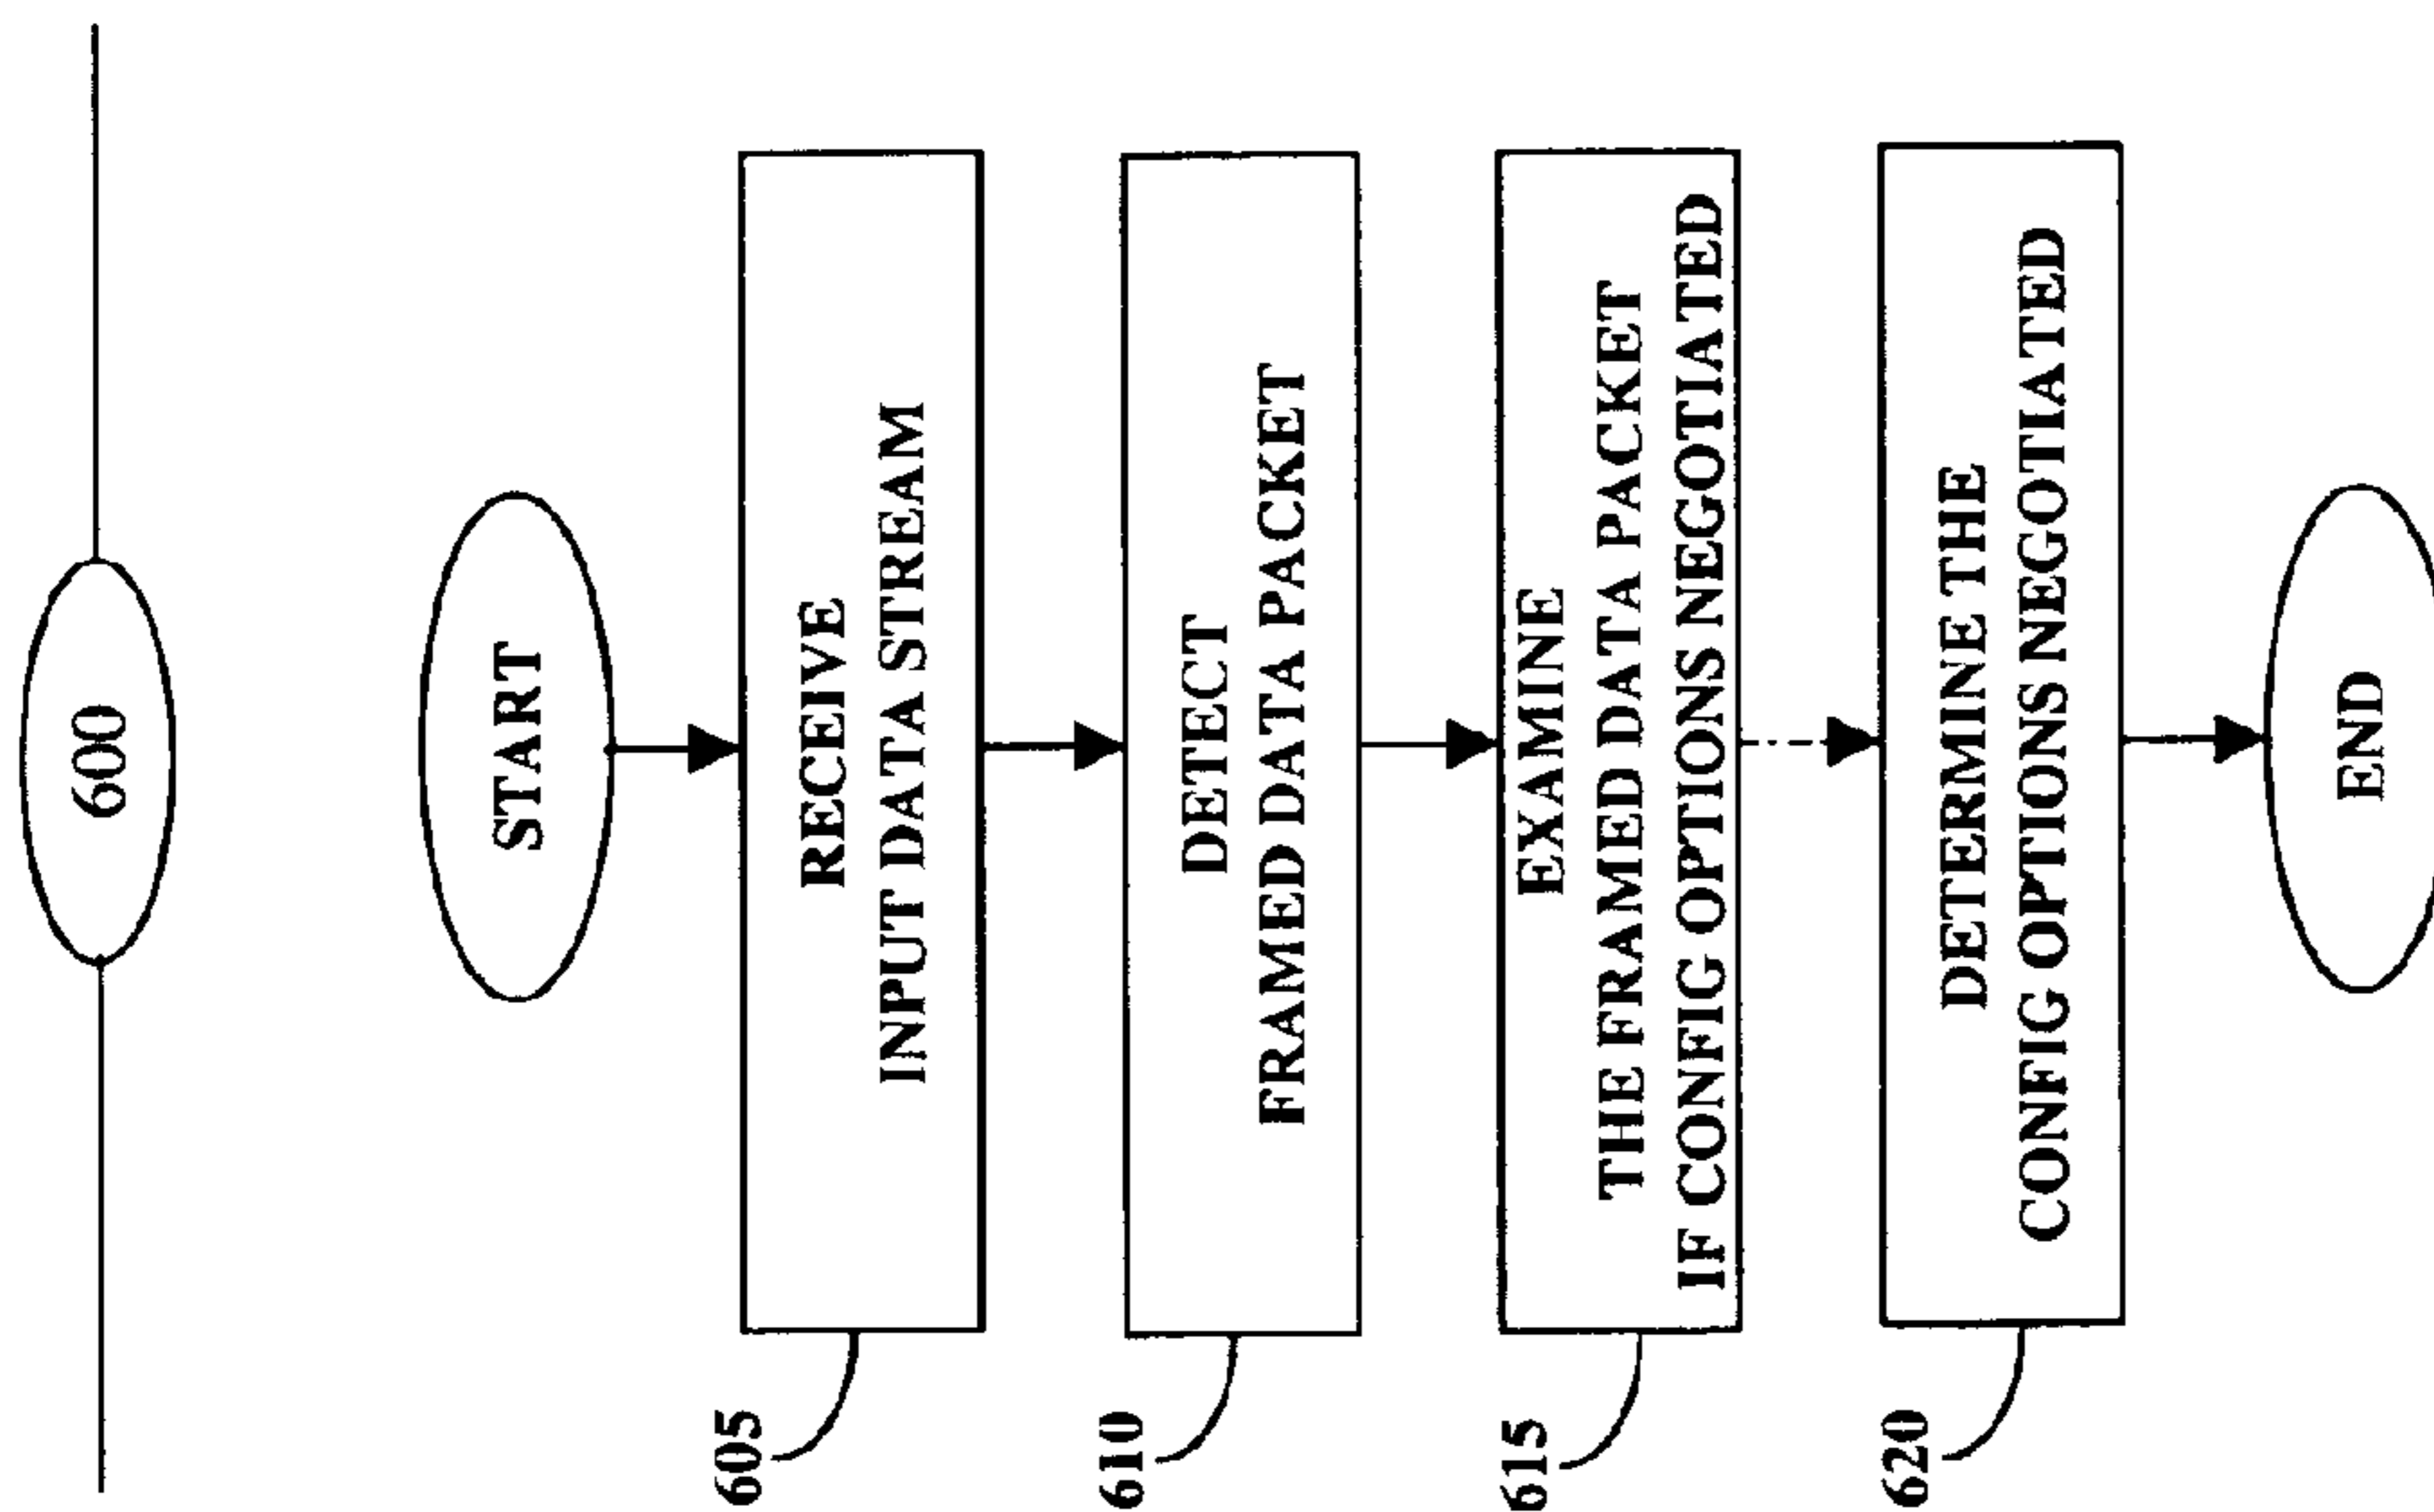 600
START
605
RECEIVE
INPUT DATA STREAM
610
DETECT
FRAMED DATA PACKET
615
EXAMINE
THE FRAMED DATA PACKET
IF CONFIG OPTIONS NEGOTIATED
620
DETERMINE THE
CONFIG OPTIONS NEGOTIATED
END